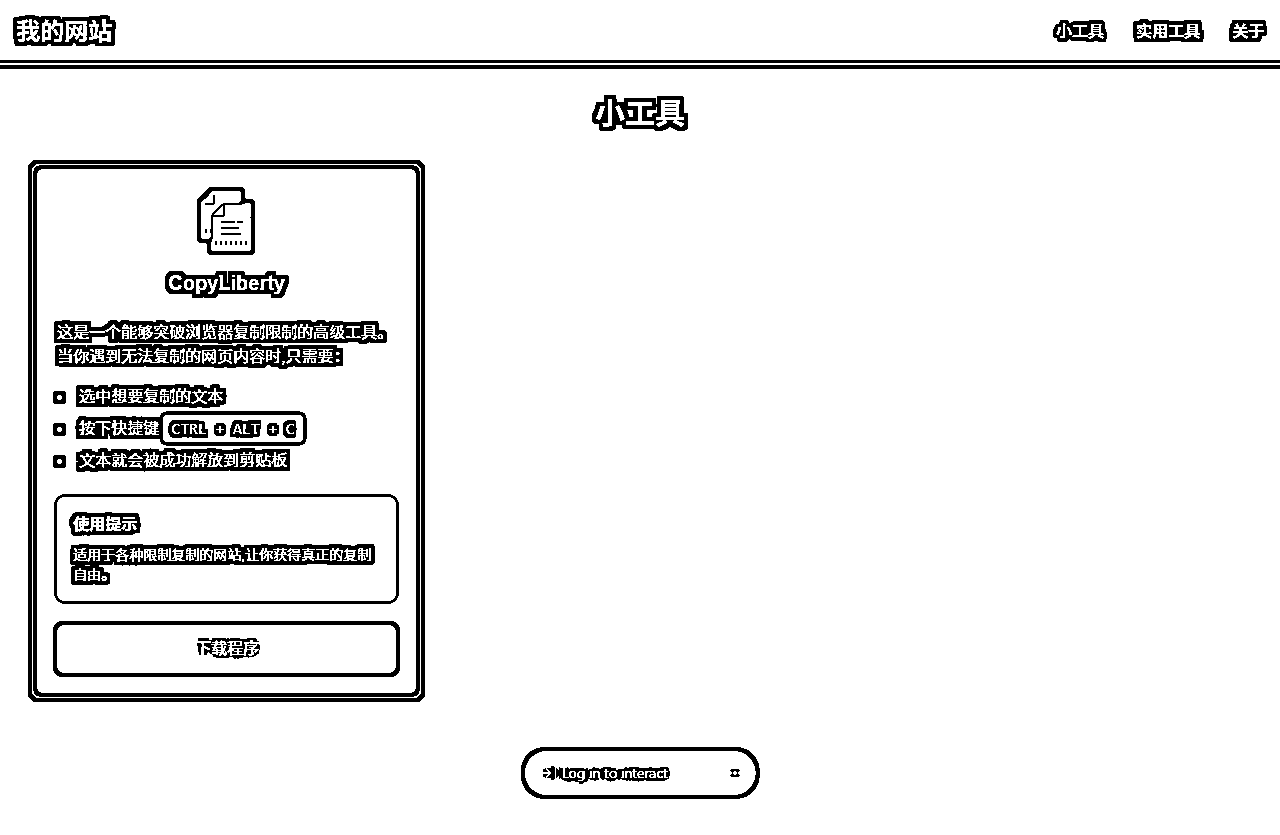 我的网站
小工具 实用工具 关于
小工具
CopyLiberty
这是一个能够突破浏览器复制限制的高级工具。
当你遇到无法复制的网页内容时,只需要:
选中想要复制的文本
按下快捷键 CTRL + ALT + C
文本就会被成功解放到剪贴板
使用提示
适用于各种限制复制的网站,让你获得真正的复制
自由。
下载程序
Log in to interact